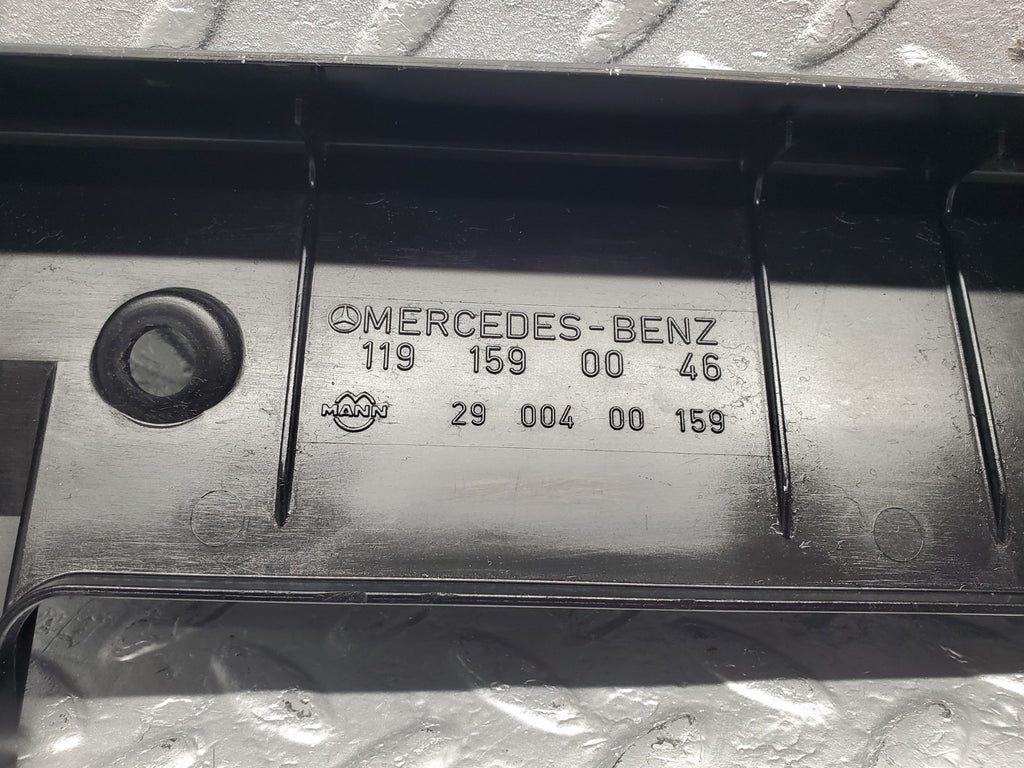 MERCEDES-BENZ
119 159 00 46
MANN 29 004 00 159